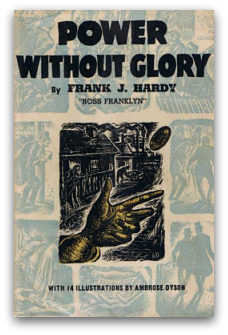 POWER
WITHOUT GLORY
By FRANK J. HARDY
"ROSS FRANKLYN"
WITH 14 ILLUSTRATIONS BY AMBROSE DYSON